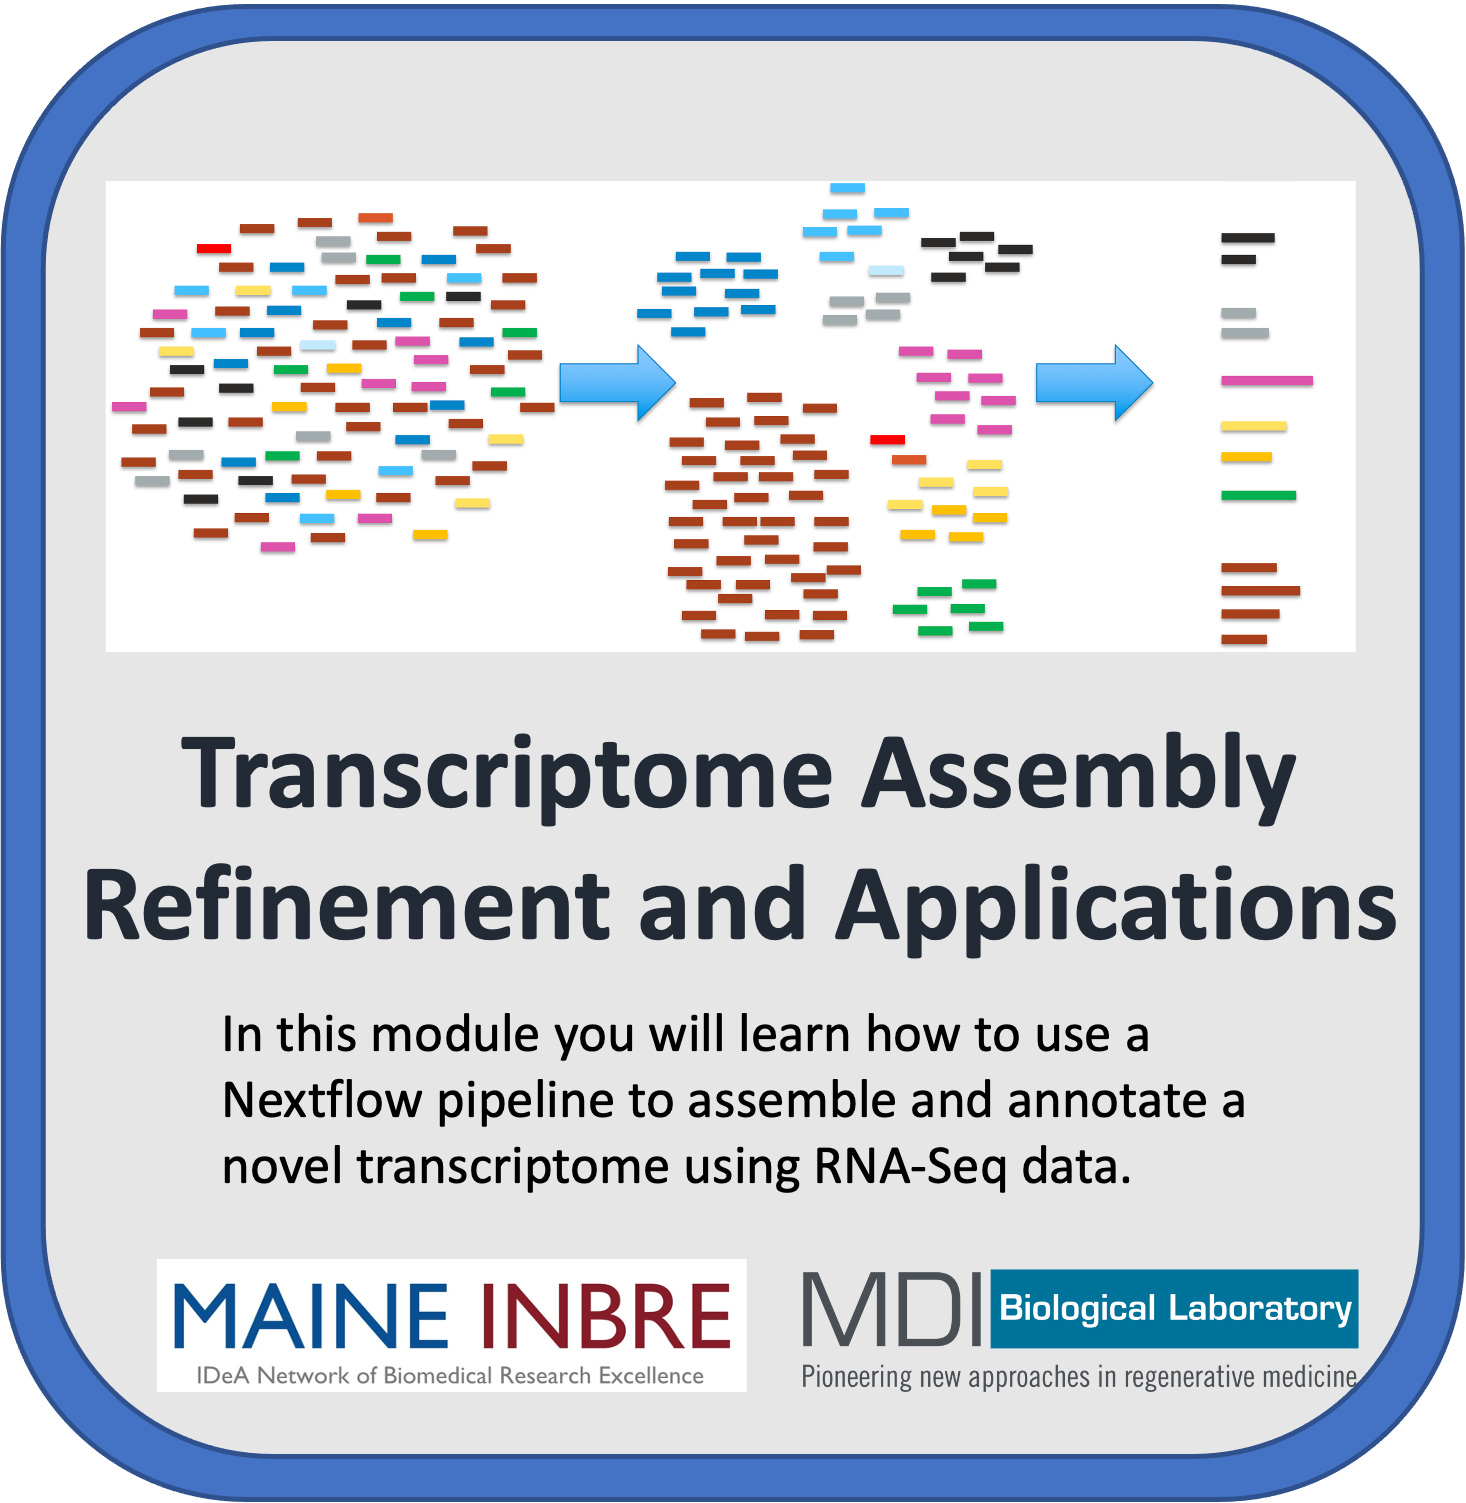 Transcriptome Assembly
Refinement and Applications
In this module you will learn how to use a
Nextflow pipeline to assemble and annotate a
novel transcriptome using RNA-Seq data.
MAINE INBRE
IDeA Network of Biomedical Research Excellence
MDI Biological Laboratory
Pioneering new approaches in regenerative medicine